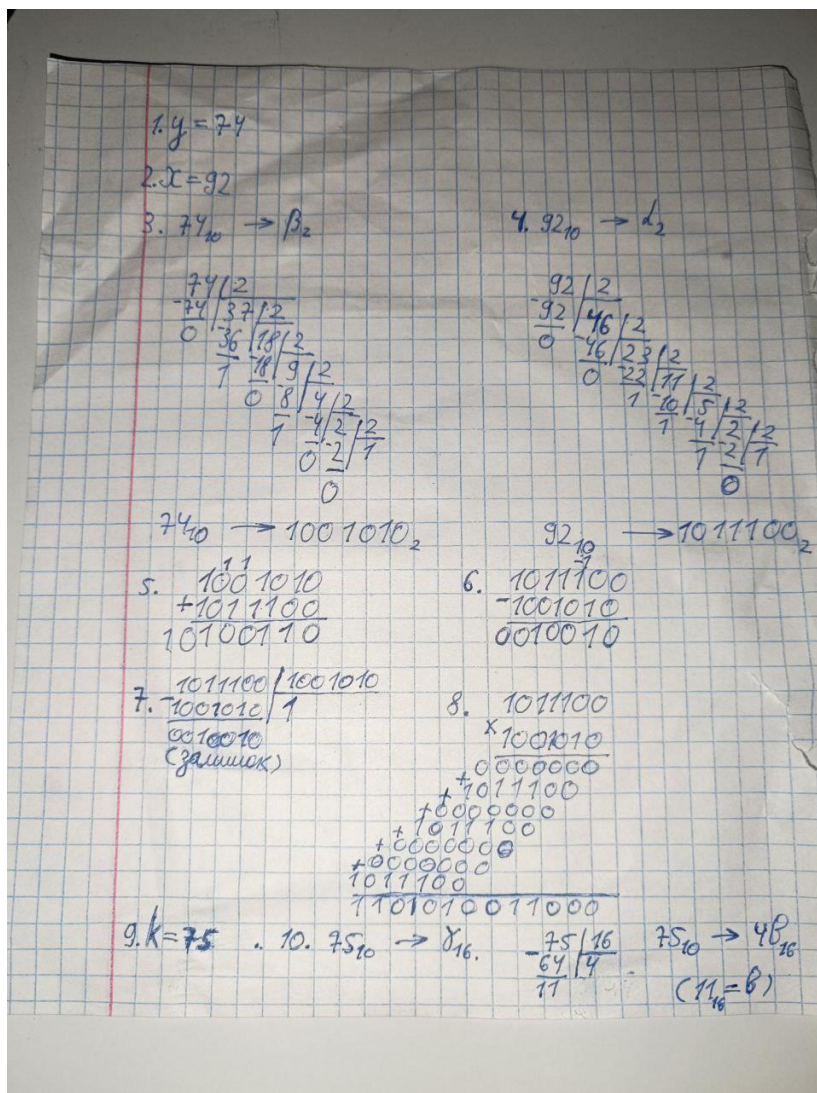 1. y = 74
2. x = 92
3. 74₁₀ → β₂
4. 92₁₀ → α₂
74 | 2
-74 | 37 | 2
0 -36 | 18 | 2
1 -18 | 9 | 2
0 -8 | 4 | 2
1 -4 | 2 | 2
0 -2 | 1
0
92 | 2
-92 | 46 | 2
0 -46 | 23 | 2
0 -22 | 11 | 2
1 -10 | 5 | 2
1 -4 | 2 | 2
1 -2 | 1
0
74₁₀ → 1001010₂
92₁₀ → 1011100₂
5.
1 1
1001010
+1011100
10100110
6.
-1
1011100
-1001010
0010010
7.
-1011100 | 1001010
1001010 | 1
0010010
(залишок)
8.
1011100
x 1001010
0000000
+1011100
+0000000
+1011100
+0000000
+0000000
+1011100
1101010011000
9. k = 75
10. 75₁₀ → γ₁₆.
-75 | 16
64 | 4
11
75₁₀ → 4B₁₆
(11₁₆ = B)